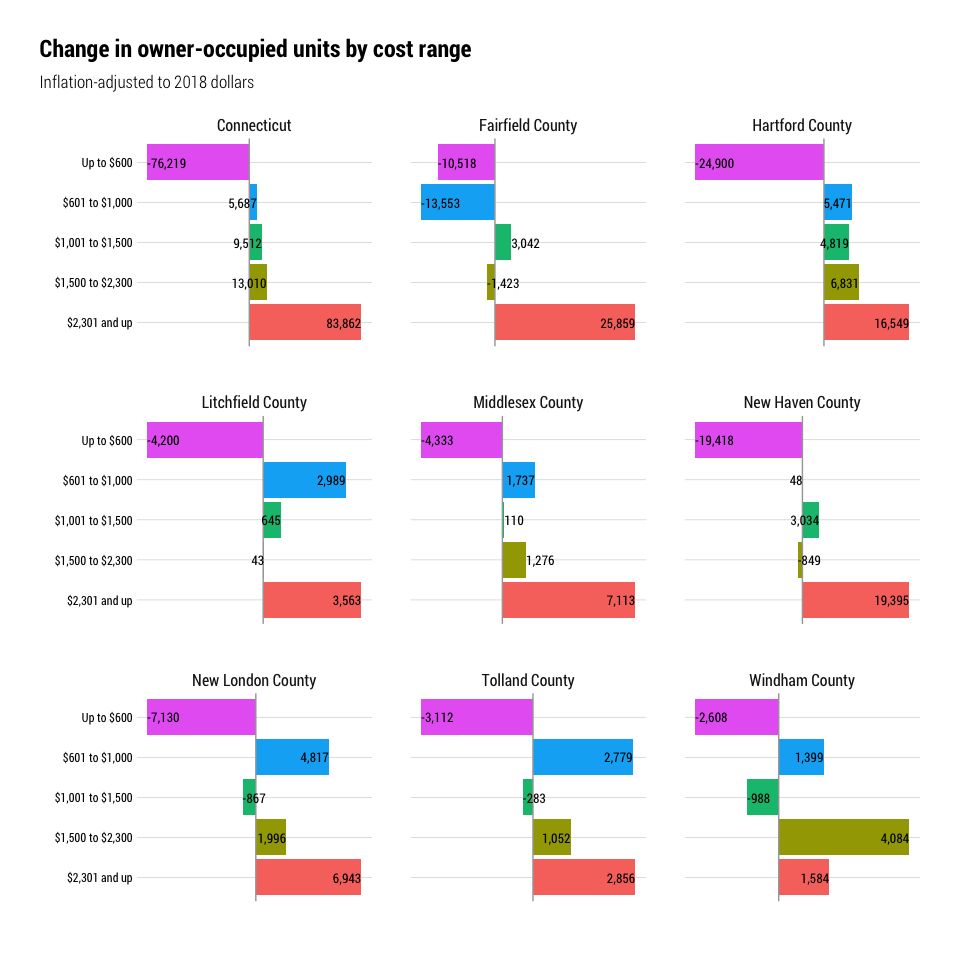 Change in owner-occupied units by cost range
Inflation-adjusted to 2018 dollars
Connecticut
Fairfield County
Hartford County
Up to $600
-76,219
-10,518
-24,900
$601 to $1,000
5,687
-13,553
5,471
$1,001 to $1,500
9,512
3,042
4,819
$1,500 to $2,300
13,010
-1,423
6,831
$2,301 and up
83,862
25,859
16,549
Litchfield County
Middlesex County
New Haven County
Up to $600
-4,200
-4,333
-19,418
$601 to $1,000
2,989
1,737
48
$1,001 to $1,500
645
110
3,034
$1,500 to $2,300
43
1,276
-849
$2,301 and up
3,563
7,113
19,395
New London County
Tolland County
Windham County
Up to $600
-7,130
-3,112
-2,608
$601 to $1,000
4,817
2,779
1,399
$1,001 to $1,500
-867
-283
-988
$1,500 to $2,300
1,996
1,052
4,084
$2,301 and up
6,943
2,856
1,584